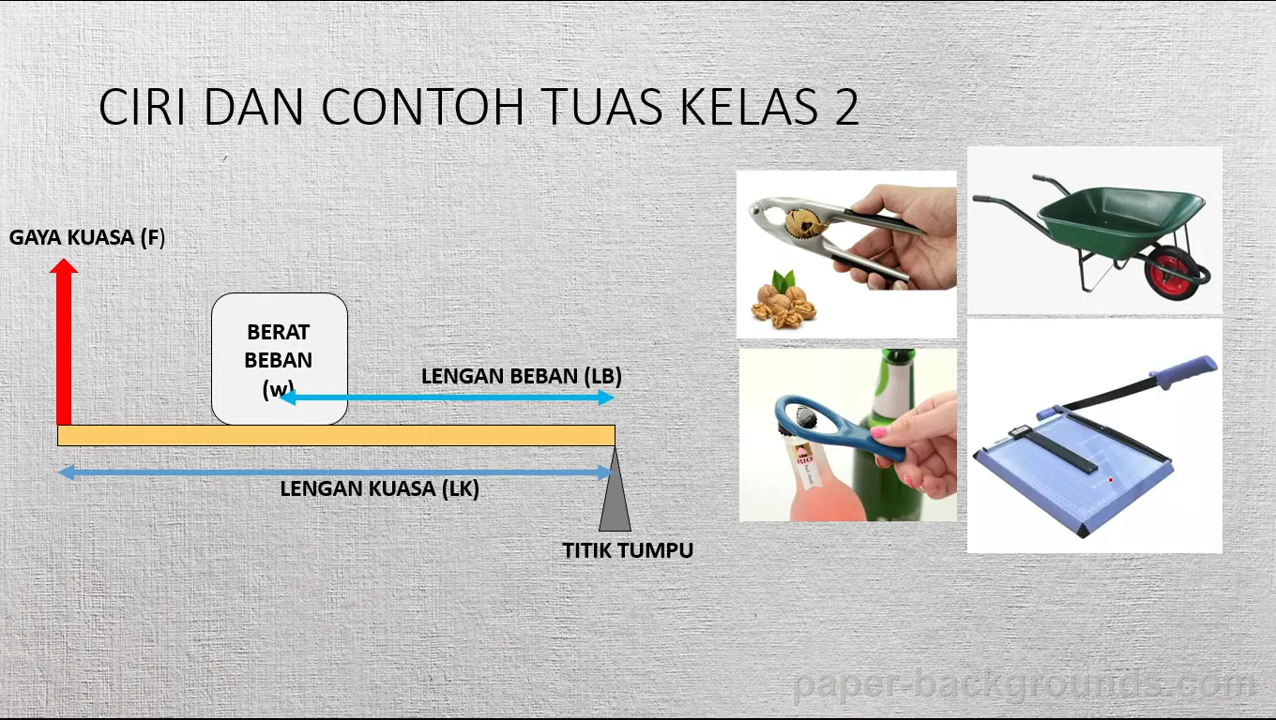 CIRI DAN CONTOH TUAS KELAS 2
GAYA KUASA (F)
BERAT
BEBAN
(w)
LENGAN BEBAN (LB)
LENGAN KUASA (LK)
TITIK TUMPU
RIO
paper-backgrounds.com